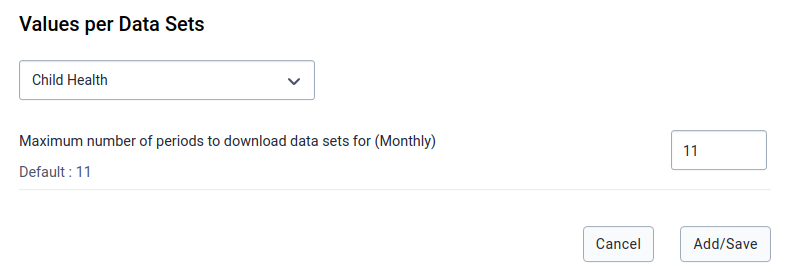 Values per Data Sets
Child Health
Maximum number of periods to download data sets for (Monthly)
11
Default : 11
Cancel
Add/Save